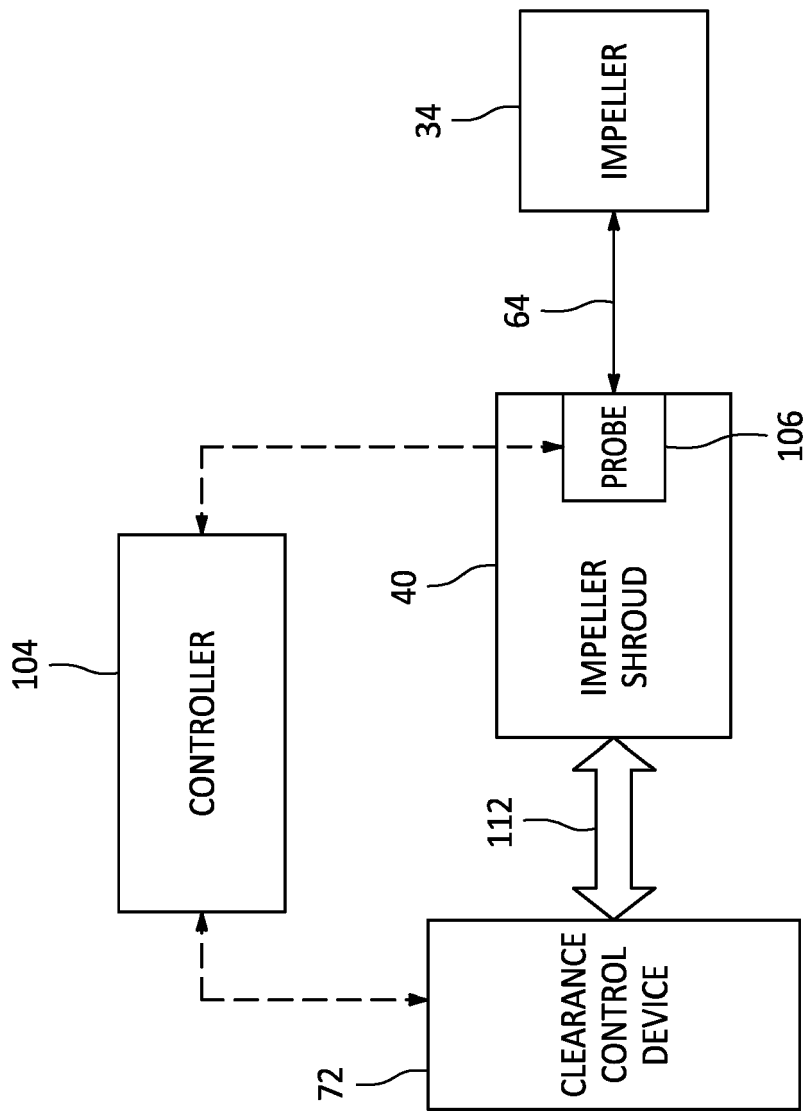 104
CONTROLLER
34
IMPELLER
64
40
IMPELLER
SHROUD
PROBE
106
112
72
CLEARANCE
CONTROL
DEVICE